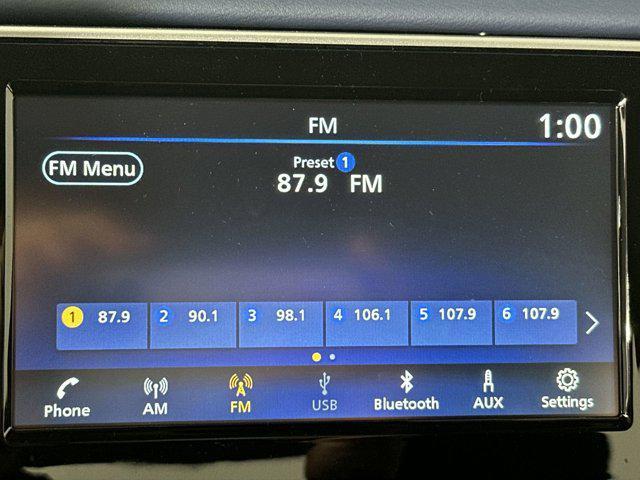 FM 1:00
FM Menu
Preset 1
87.9 FM
1 87.9 2 90.1 3 98.1 4 106.1 5 107.9 6 107.9
Phone AM FM USB Bluetooth AUX Settings